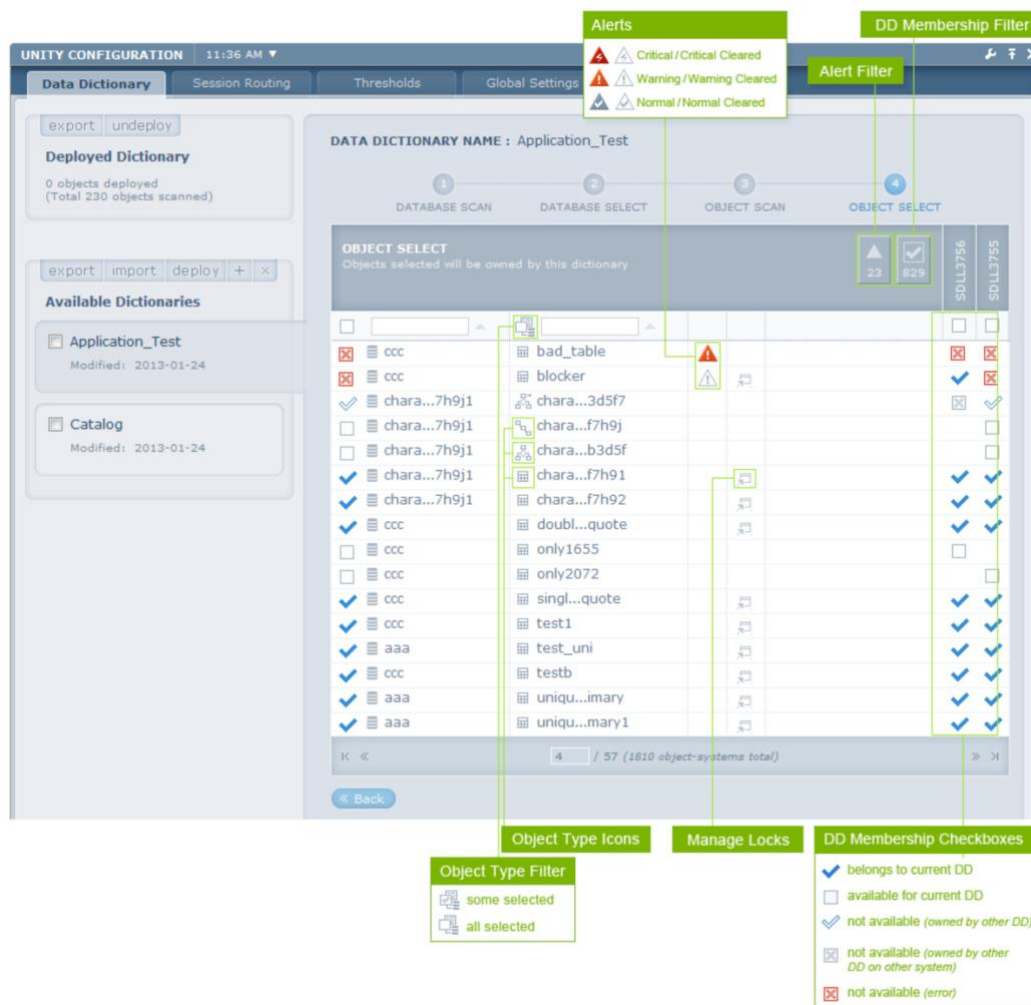 Alerts
Critical / Critical Cleared
Warning / Warning Cleared
Normal / Normal Cleared
DD Membership Filter
Alert Filter
UNITY CONFIGURATION 11:36 AM ▼
Data Dictionary Session Routing Thresholds Global Settings
export undeploy
Deployed Dictionary
0 objects deployed
(Total 230 objects scanned)
export import deploy + ×
Available Dictionaries
Application_Test
Modified: 2013-01-24
Catalog
Modified: 2013-01-24
DATA DICTIONARY NAME : Application_Test
1 2 3 4
DATABASE SCAN DATABASE SELECT OBJECT SCAN OBJECT SELECT
OBJECT SELECT
Objects selected will be owned by this dictionary
23 829
SDLL3756
SDLL3755
ccc bad_table
ccc blocker
chara...7h9j1 chara...3d5f7
chara...7h9j1 chara...f7h9j
chara...7h9j1 chara...b3d5f
chara...7h9j1 chara...f7h91
chara...7h9j1 chara...f7h92
ccc doubl...quote
ccc only1655
ccc only2072
ccc singl...quote
ccc test1
aaa test_uni
ccc testb
aaa uniqu...imary
aaa uniqu...mary1
4 / 57 (1810 object-systems total)
« Back
Object Type Icons
Manage Locks
DD Membership Checkboxes
Object Type Filter
some selected
all selected
belongs to current DD
available for current DD
not available (owned by other DD)
not available (owned by other
DD on other system)
not available (error)